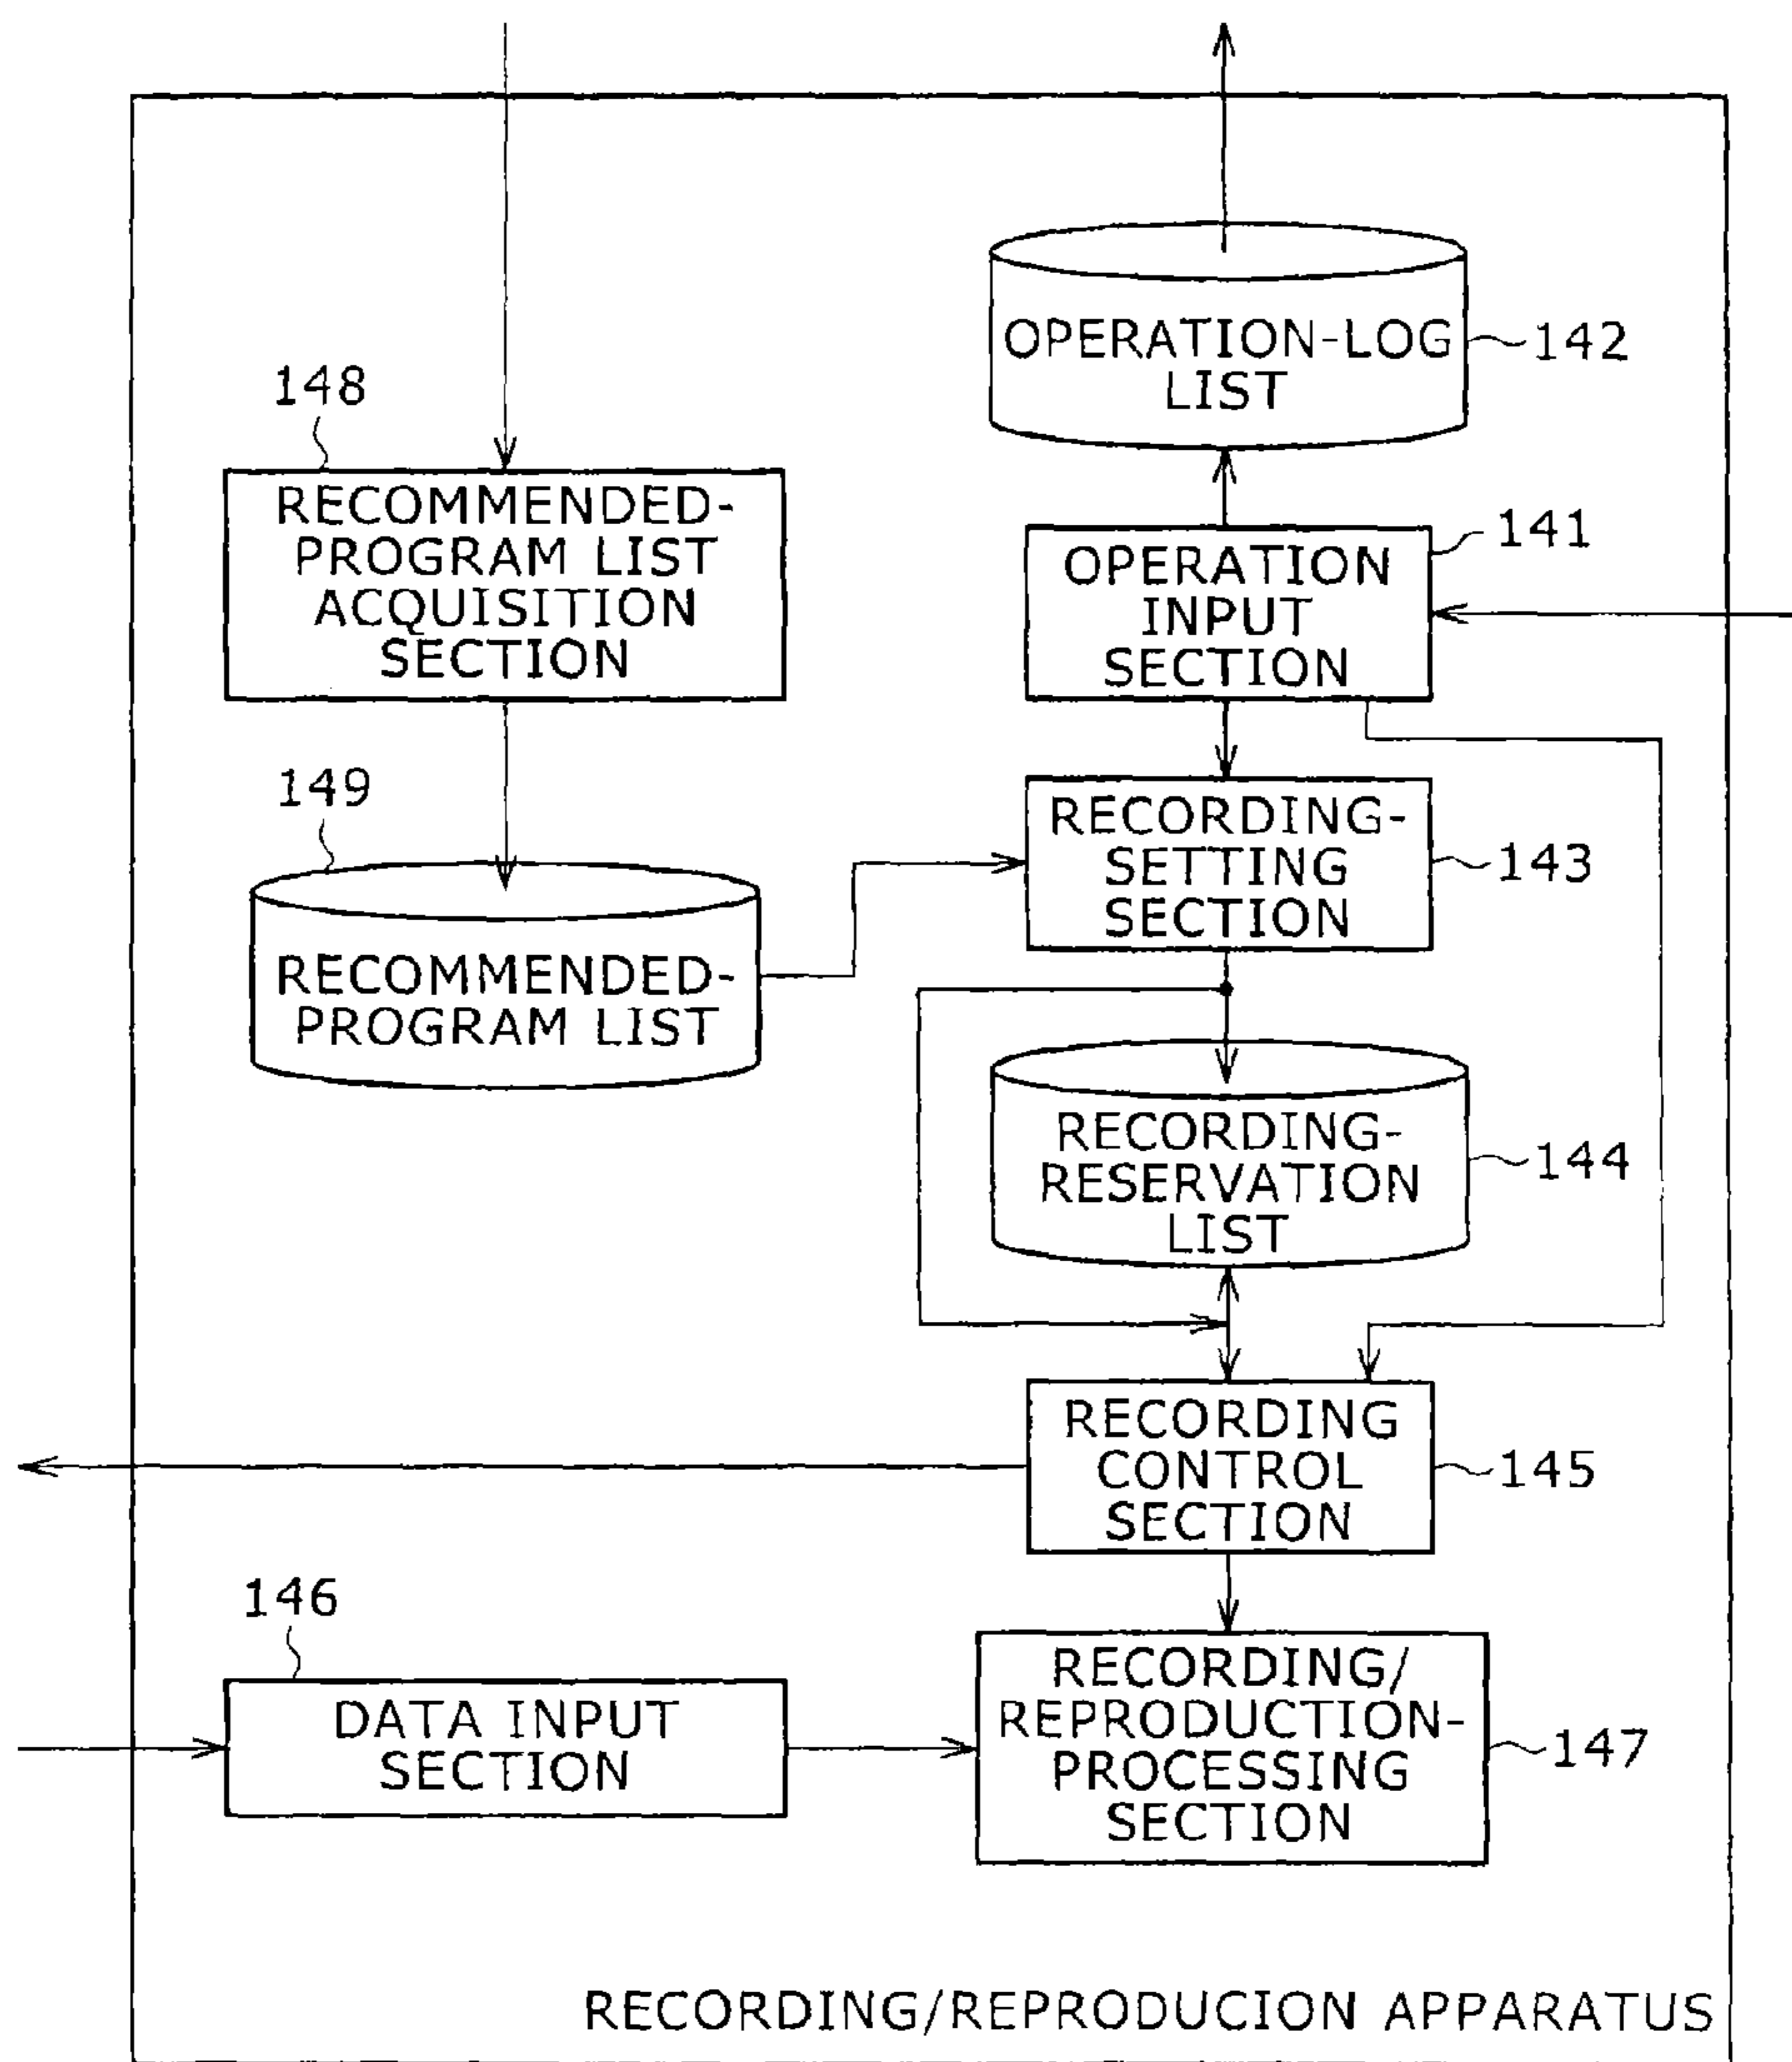 OPERATION-LOG
LIST
142
148
RECOMMENDED-
PROGRAM LIST
ACQUISITION
SECTION
141
OPERATION
INPUT
SECTION
149
RECOMMENDED-
PROGRAM LIST
RECORDING-
SETTING
SECTION
143
RECORDING-
RESERVATION
LIST
144
RECORDING
CONTROL
SECTION
145
146
DATA INPUT
SECTION
RECORDING/
REPRODUCTION-
PROCESSING
SECTION
147
RECORDING/REPRODUCION APPARATUS